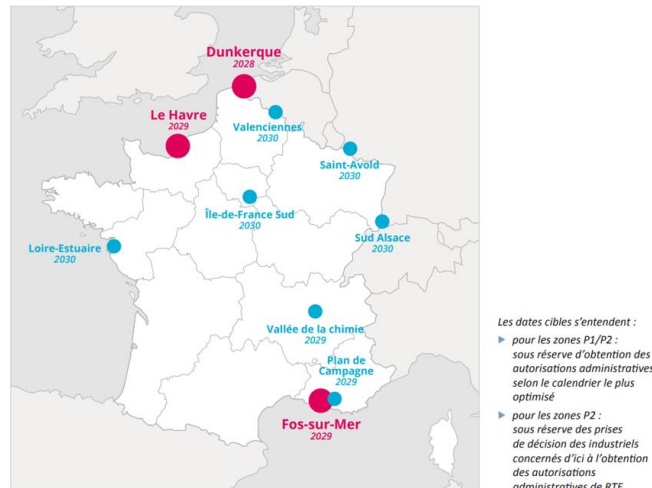 Dunkerque
2028
Le Havre
2029
Valenciennes
2030
Saint-Avold
2030
Île-de-France Sud
2030
Sud Alsace
2030
Loire-Estuaire
2030
Vallée de la chimie
2029
Plan de
Campagne
2029
Fos-sur-Mer
2029
Les dates cibles s'entendent :
pour les zones P1/P2 :
sous réserve d'obtention des
autorisations administratives
selon le calendrier le plus
optimisé
pour les zones P2 :
sous réserve des prises
de décision des industriels
concernés d'ici à l'obtention
des autorisations
administratives de RTE